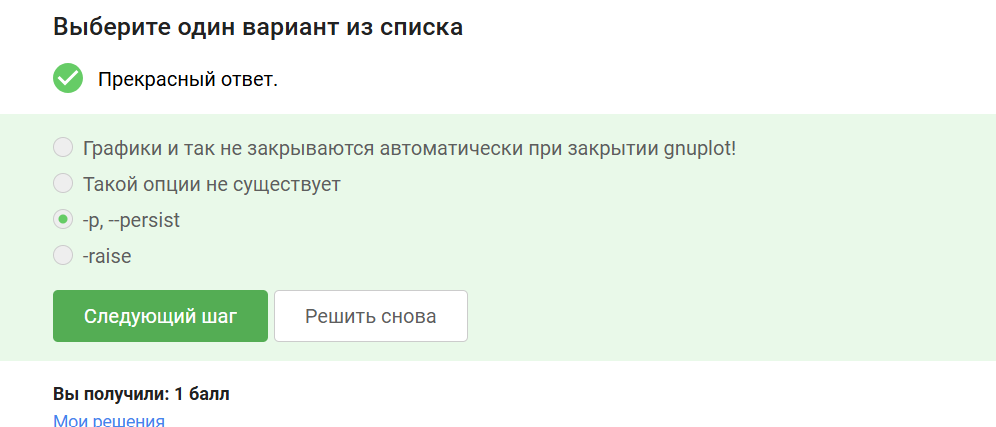 Выберите один вариант из списка
Прекрасный ответ.
Графики и так не закрываются автоматически при закрытии gnuplot!
Такой опции не существует
-p, --persist
-raise
Следующий шаг
Решить снова
Вы получили: 1 балл
Мои решения